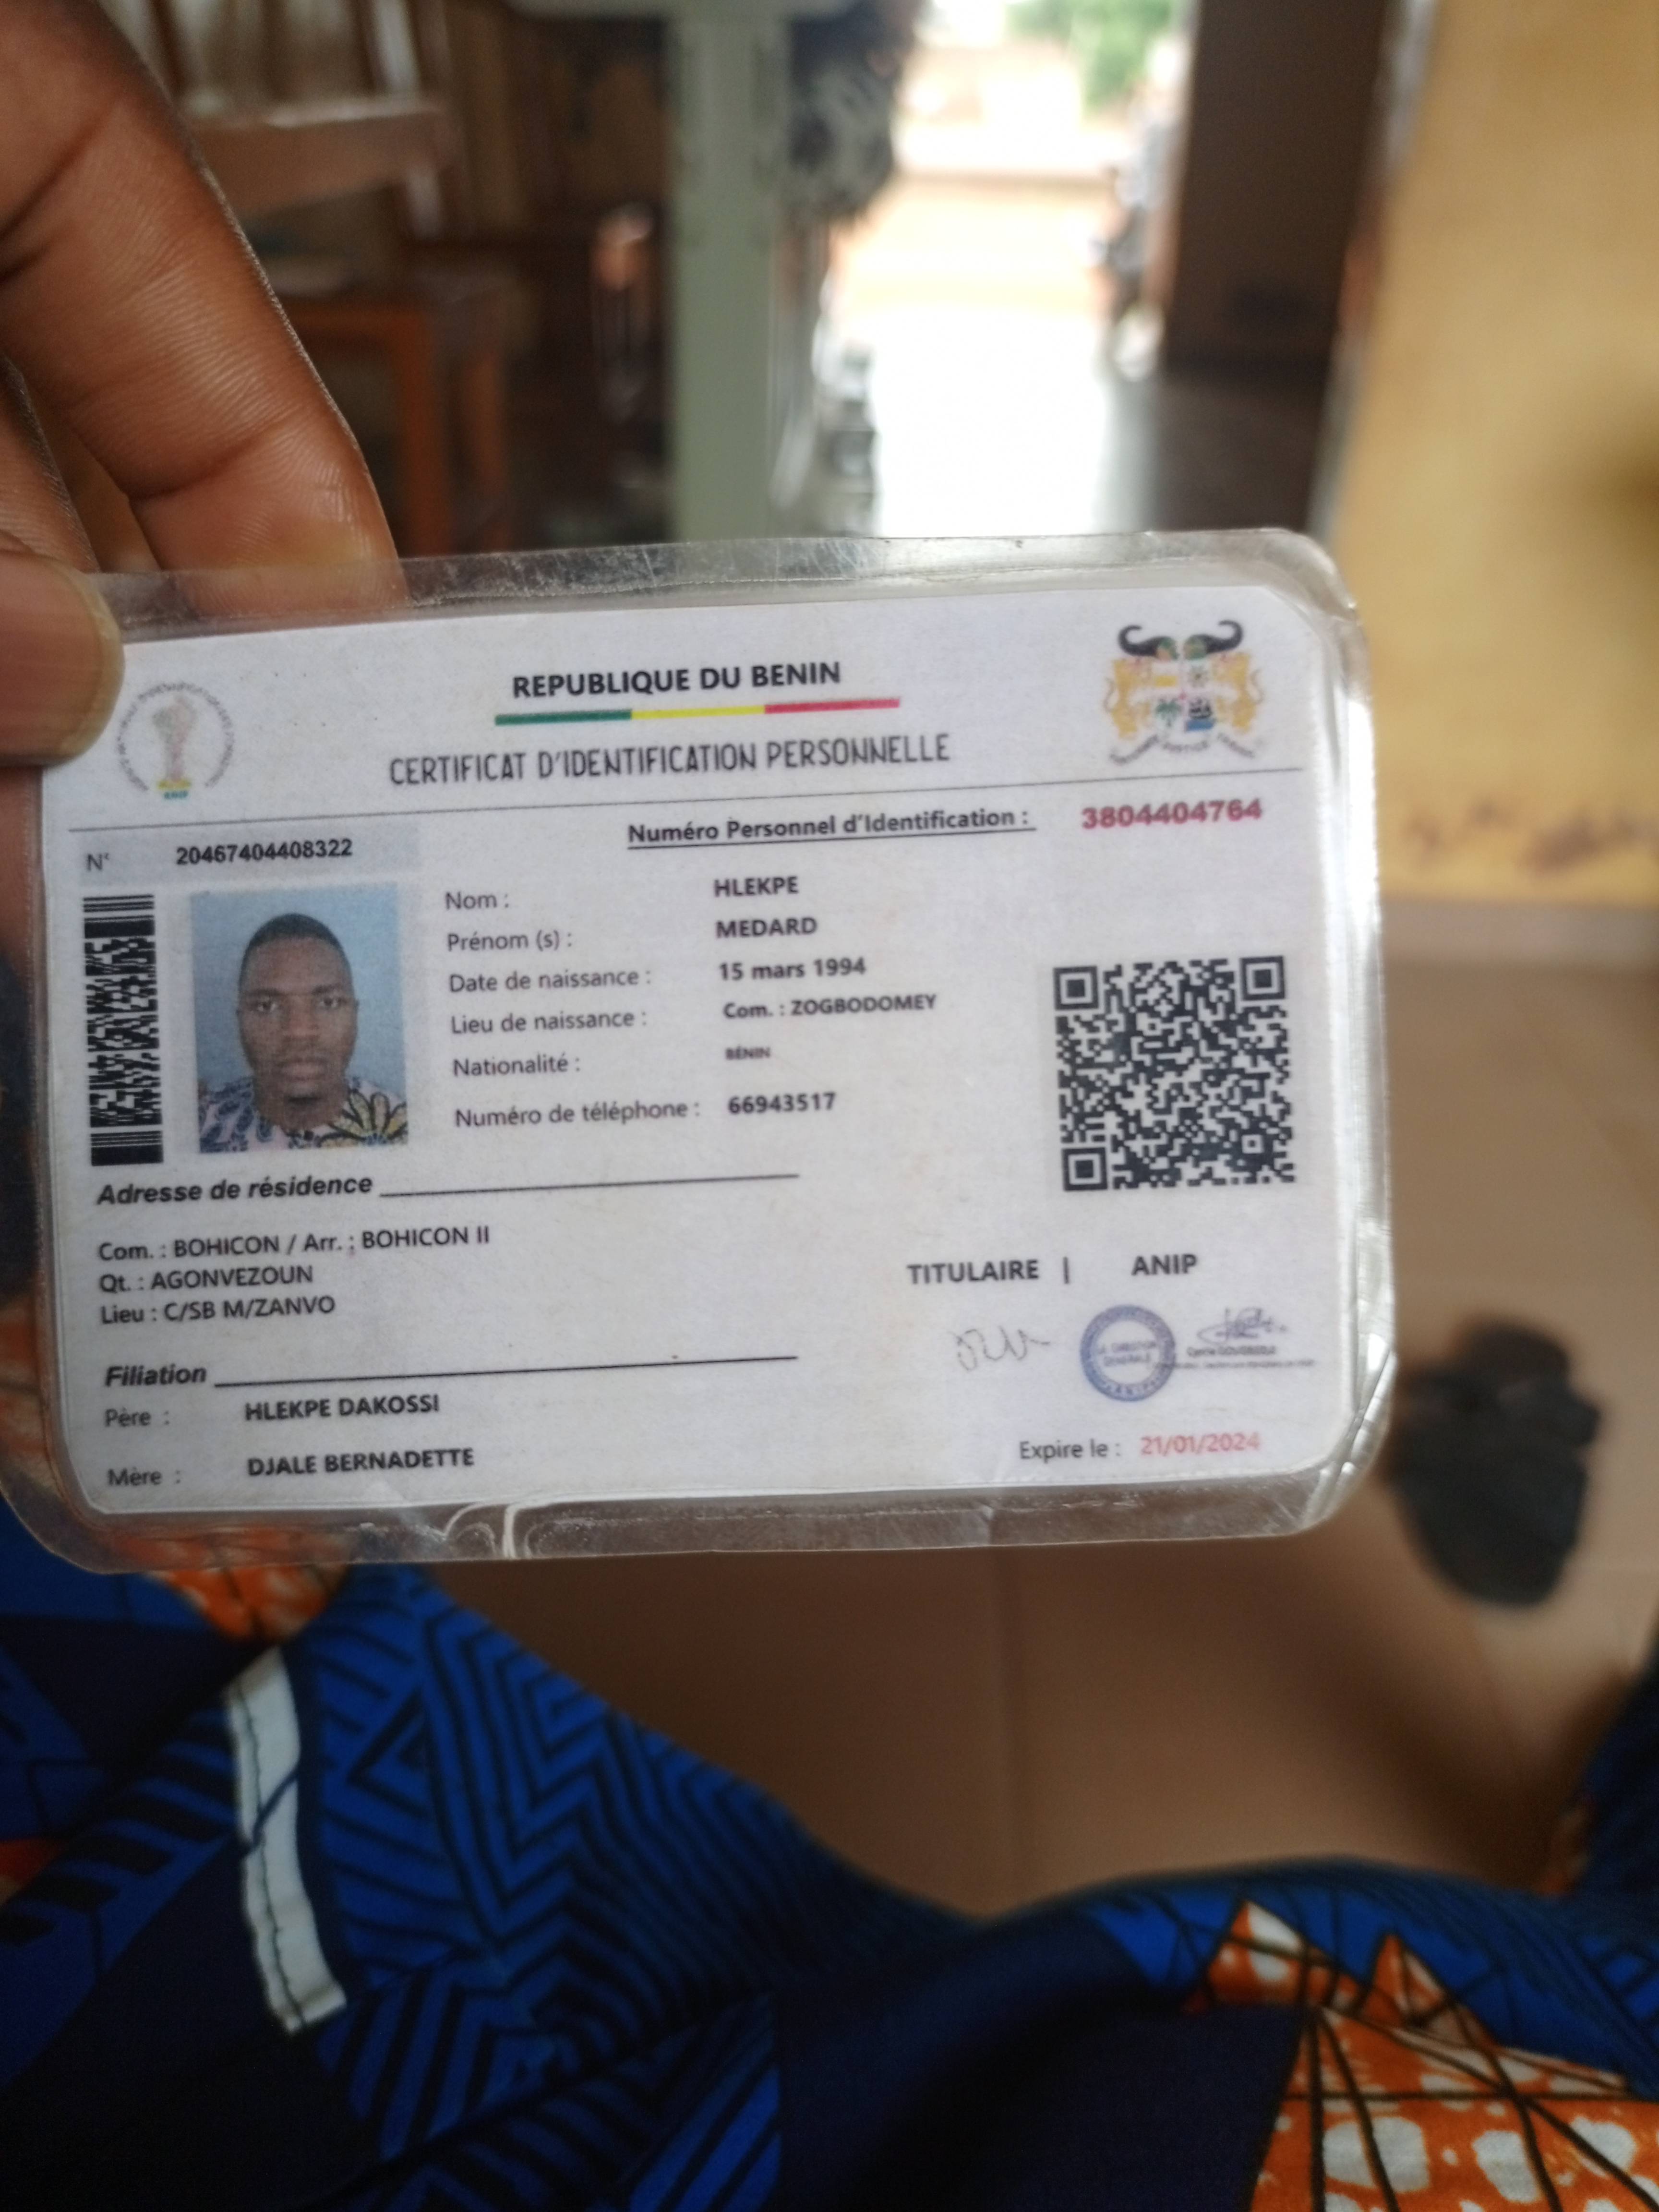 REPUBLIQUE DU BENIN
CERTIFICAT D'IDENTIFICATION PERSONNELLE
Numéro Personnel d'Identification : 3804404764
N° 20467404408322
Nom : HLEKPE
Prénom (s) : MEDARD
Date de naissance : 15 mars 1994
Lieu de naissance : Com. : ZOGBODOMEY
Nationalité : BÉNIN
Numéro de téléphone : 66943517
Adresse de résidence
Com. : BOHICON / Arr. : BOHICON II
Qt. : AGONVEZOUN
Lieu : C/SB M/ZANVO
TITULAIRE | ANIP
Filiation
Père : HLEKPE DAKOSSI
Mère : DJALE BERNADETTE
Expire le : 21/01/2024